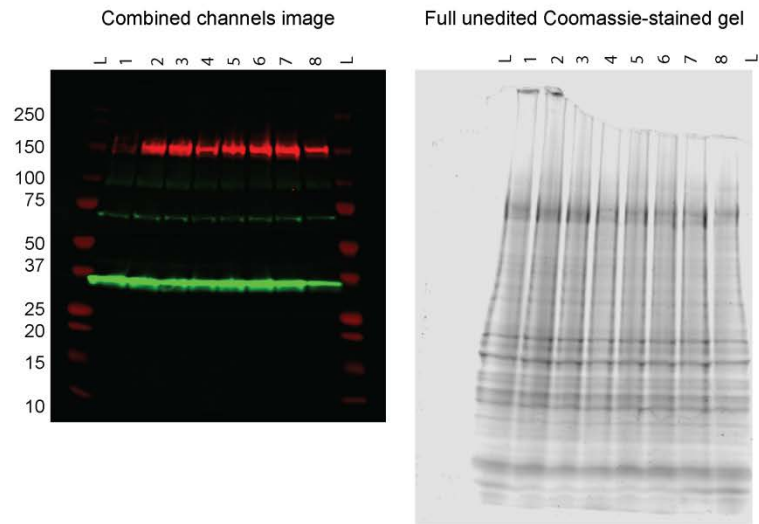 Combined channels image
L 1 2 3 4 5 6 7 8 L
250
150
100
75
50
37
25
20
15
10
Full unedited Coomassie-stained gel
L 1 2 3 4 5 6 7 8 L